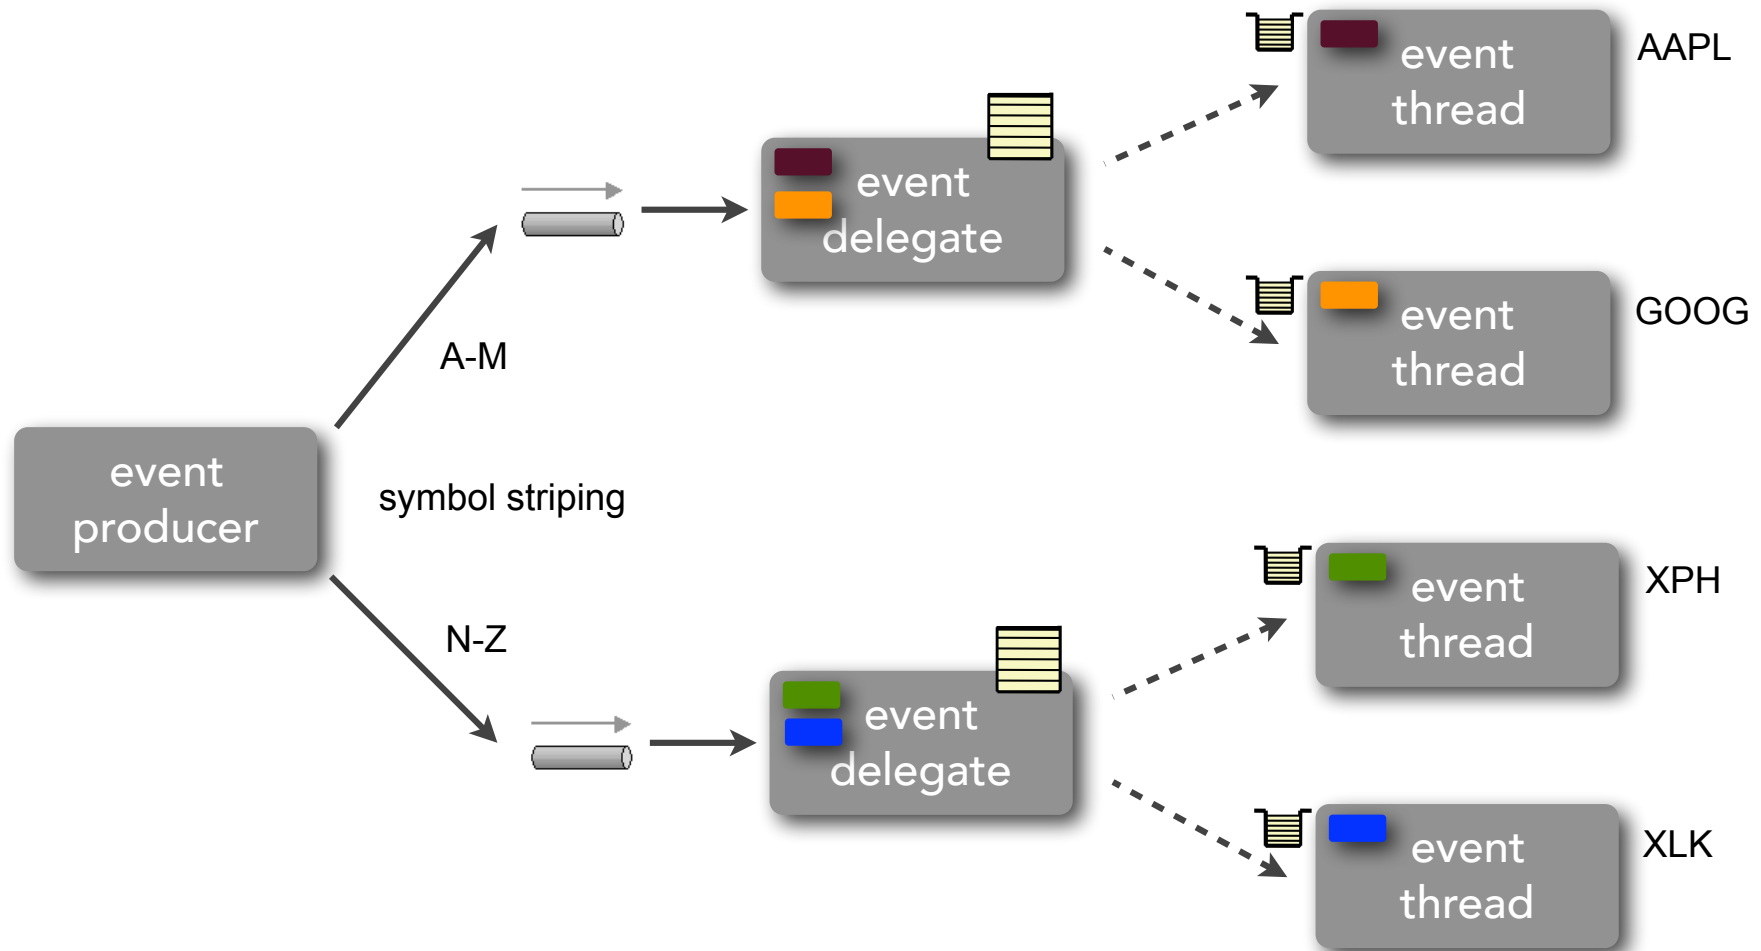 event
producer
symbol striping
A-M
N-Z
event
delegate
event
delegate
event
thread
AAPL
event
thread
GOOG
event
thread
XPH
event
thread
XLK